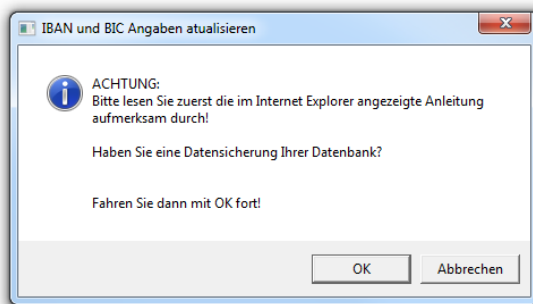 IBAN und BIC Angaben atualisieren
ACHTUNG:
Bitte lesen Sie zuerst die im Internet Explorer angezeigte Anleitung
aufmerksam durch!
Haben Sie eine Datensicherung Ihrer Datenbank?
Fahren Sie dann mit OK fort!
OK
Abbrechen